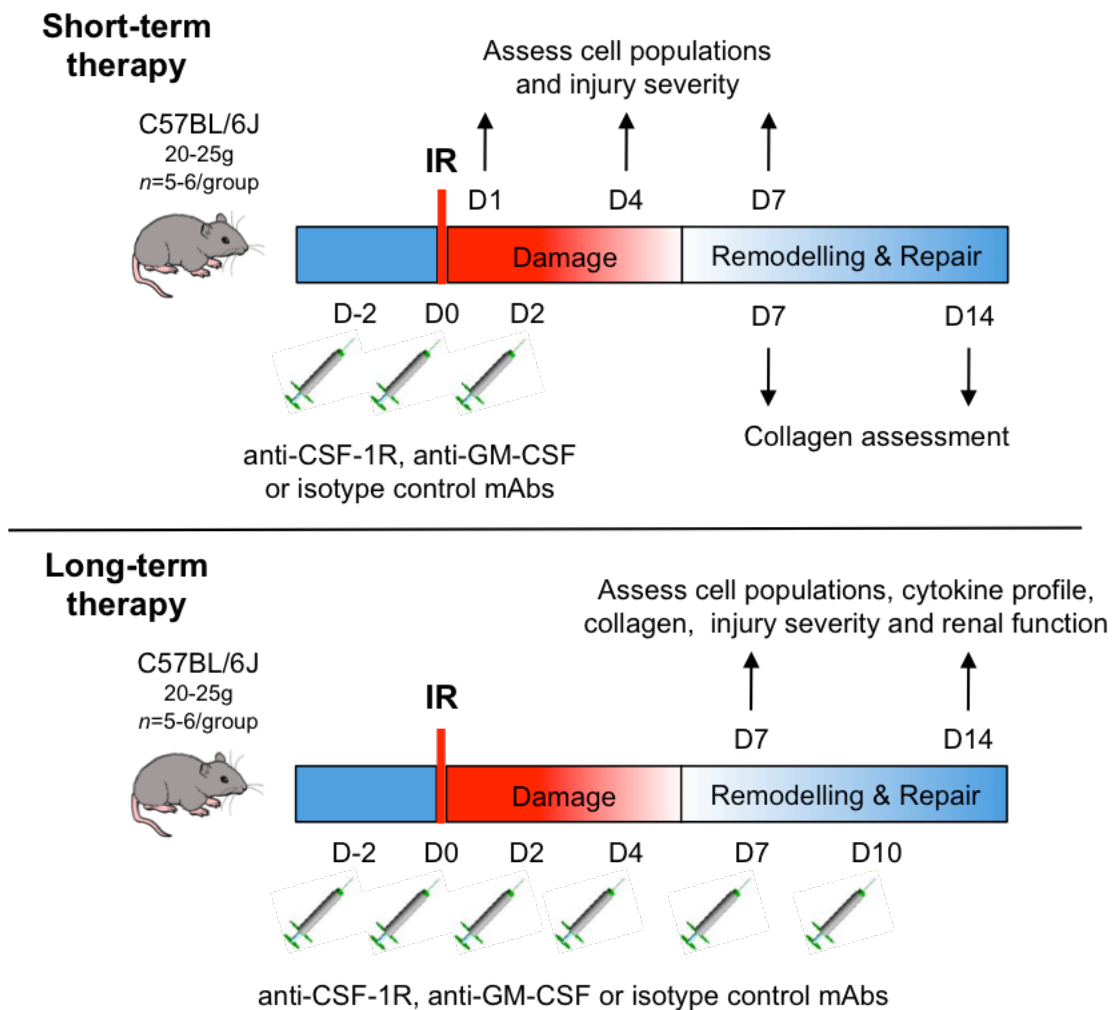 Short-term
therapy
Assess cell populations
and injury severity
C57BL/6J
20-25g
n=5-6/group
IR
D1 D4 D7
Damage Remodelling & Repair
D-2 D0 D2 D7 D14
anti-CSF-1R, anti-GM-CSF
or isotype control mAbs
Collagen assessment
Long-term
therapy
Assess cell populations, cytokine profile,
collagen, injury severity and renal function
C57BL/6J
20-25g
n=5-6/group
IR
D7 D14
Damage Remodelling & Repair
D-2 D0 D2 D4 D7 D10
anti-CSF-1R, anti-GM-CSF or isotype control mAbs